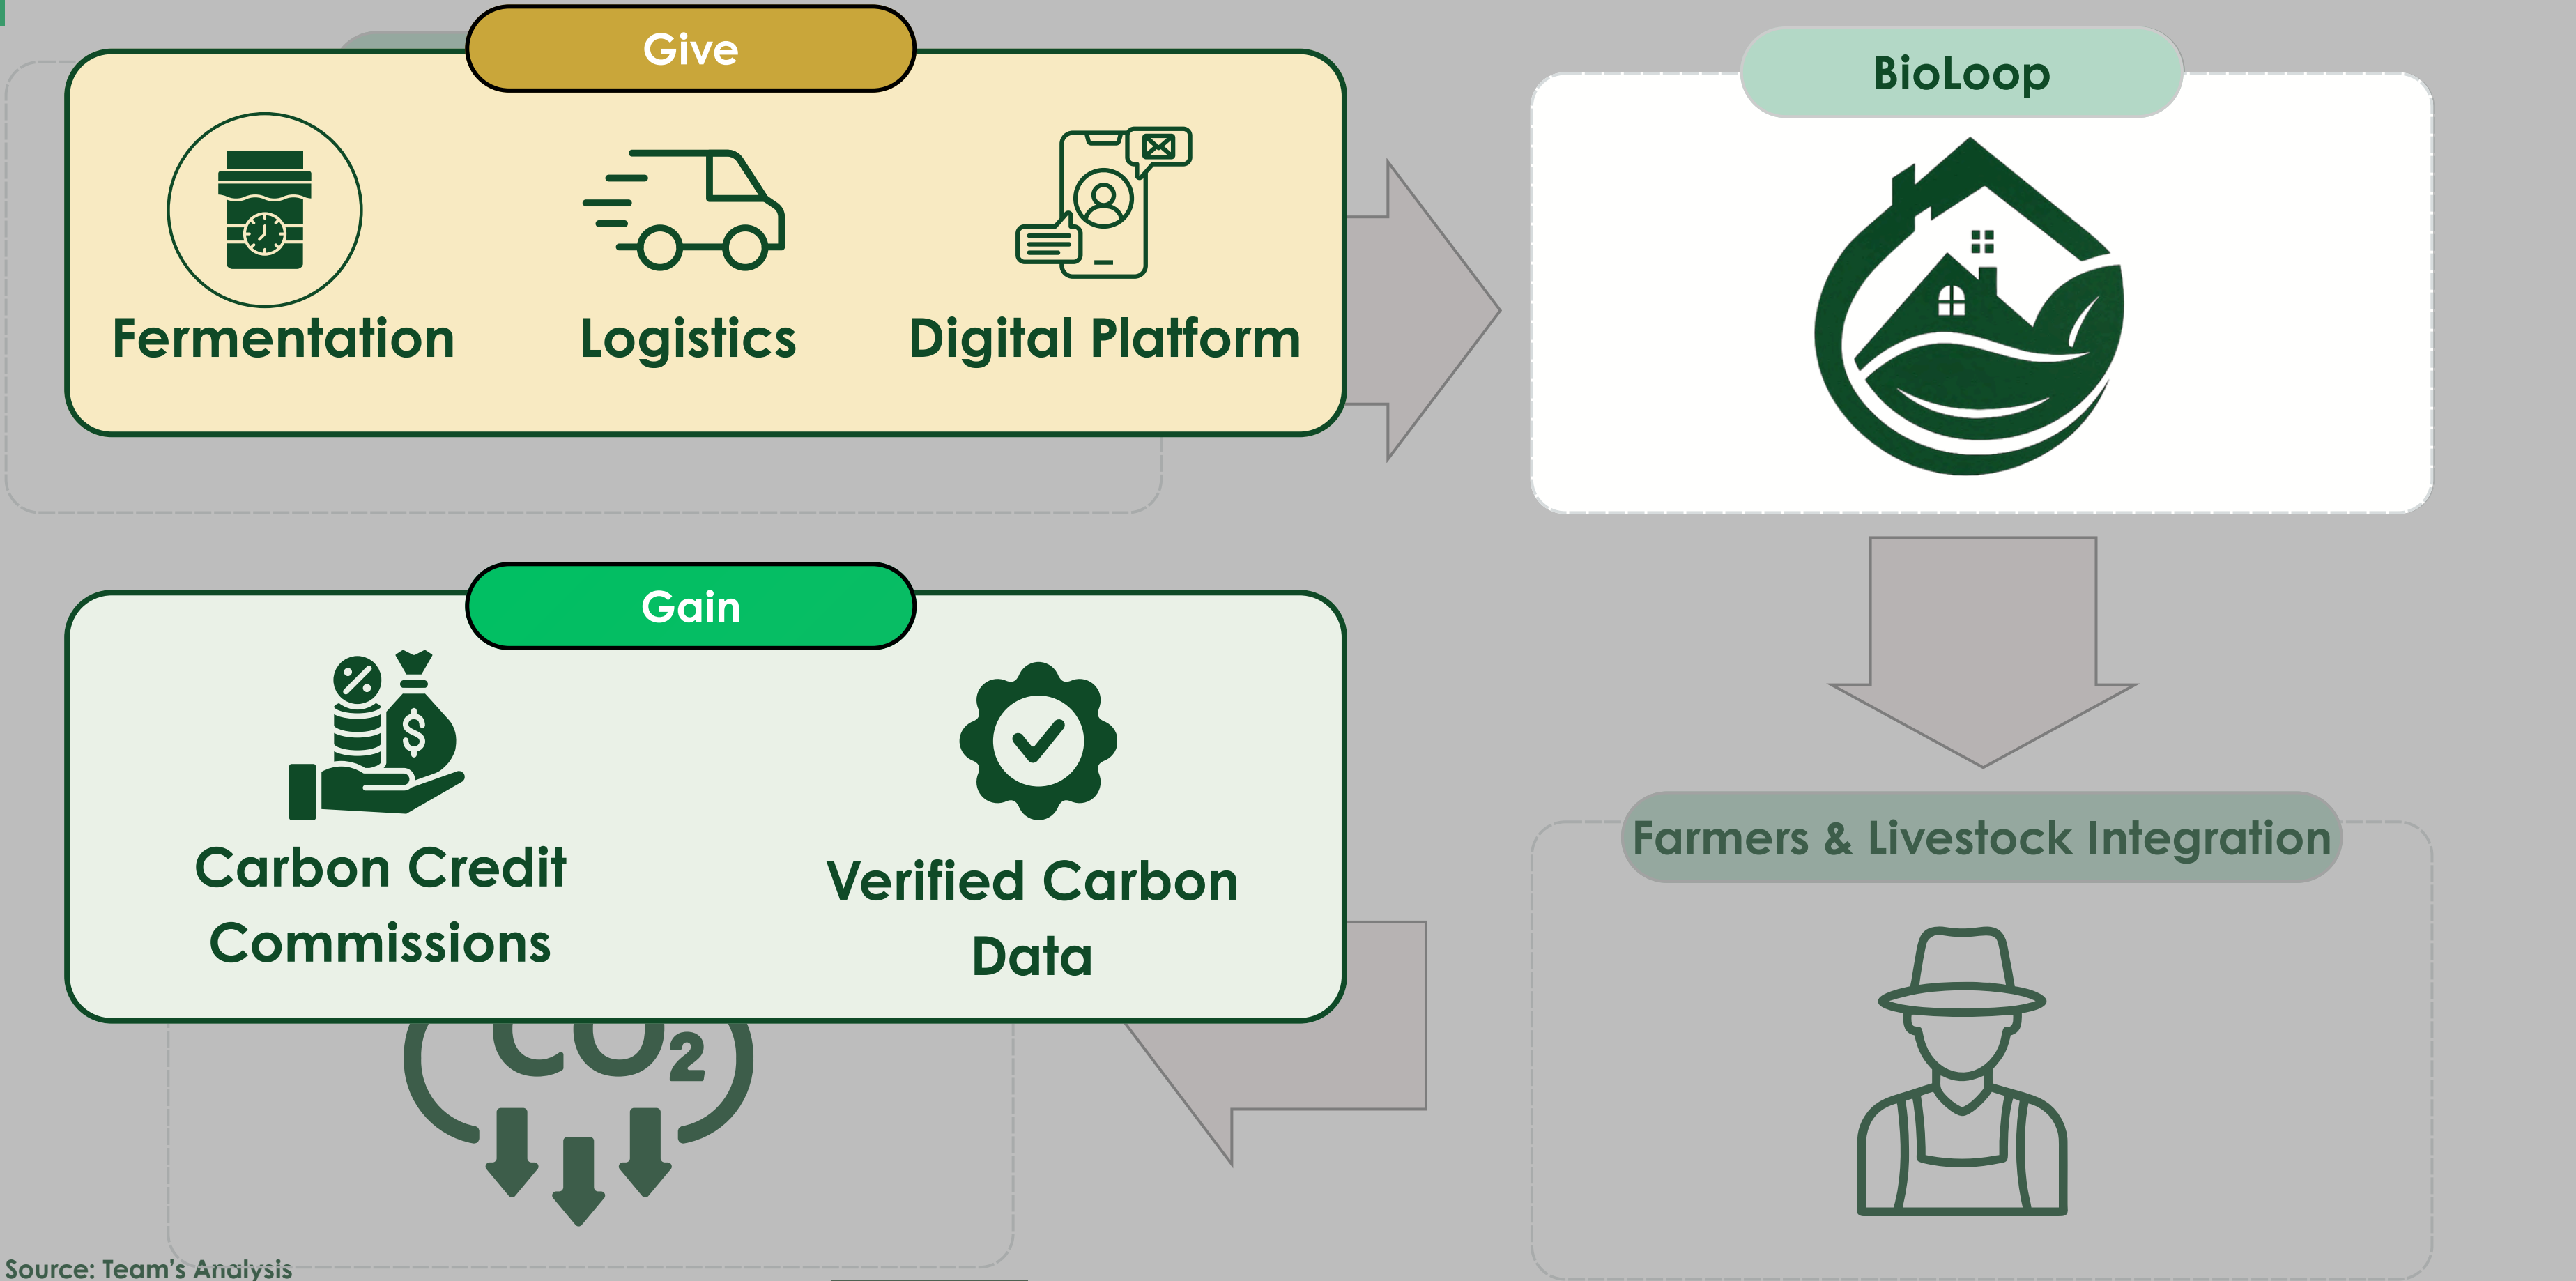 Give
Fermentation
Logistics
Digital Platform
BioLoop
Gain
Carbon Credit
Commissions
Verified Carbon
Data
Farmers & Livestock Integration
CO₂
Source: Team's Analysis